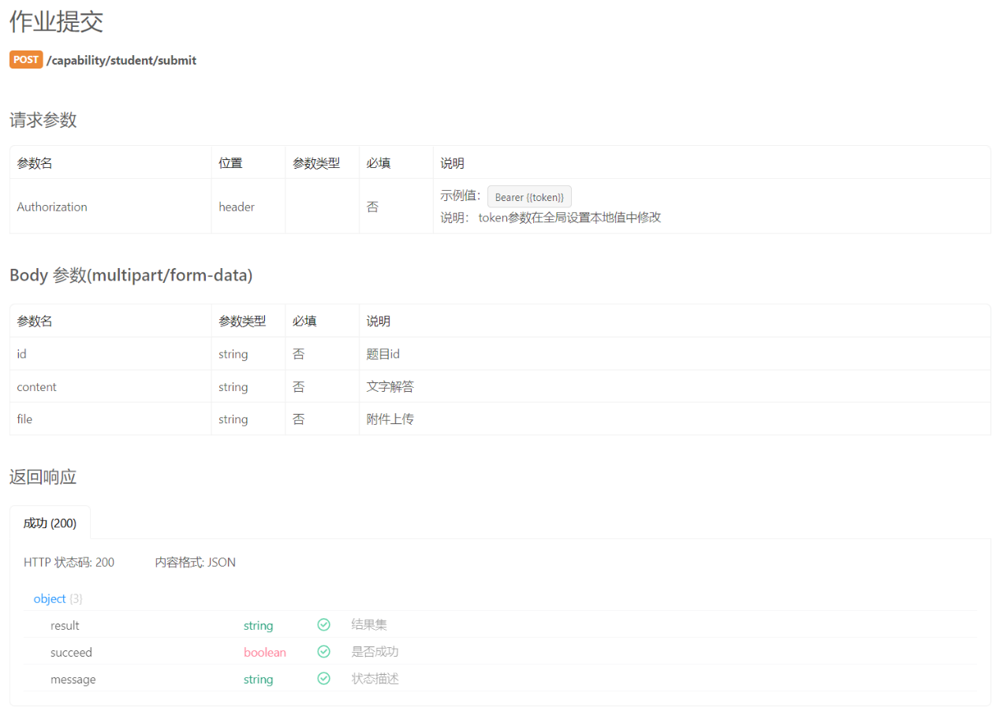 作业提交
POST /capability/student/submit
请求参数
参数名 位置 参数类型 必填 说明
Authorization header 否 示例值： Bearer {{token}}
说明： token参数在全局设置本地值中修改
Body 参数(multipart/form-data)
参数名 参数类型 必填 说明
id string 否 题目id
content string 否 文字解答
file string 否 附件上传
返回响应
成功 (200)
HTTP 状态码: 200 内容格式: JSON
object (3)
result string 结果集
succeed boolean 是否成功
message string 状态描述